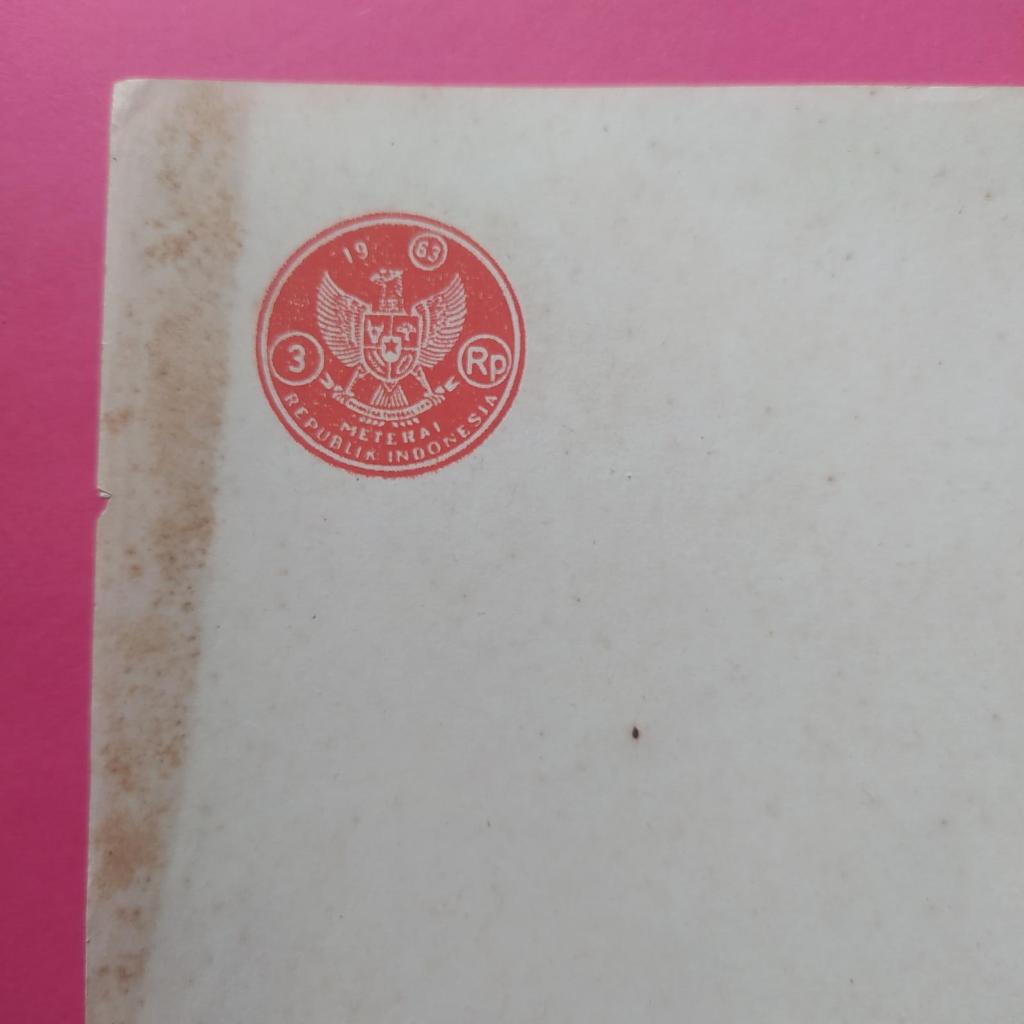 19 63
3 Rp
METERAI
REPUBLIK INDONESIA